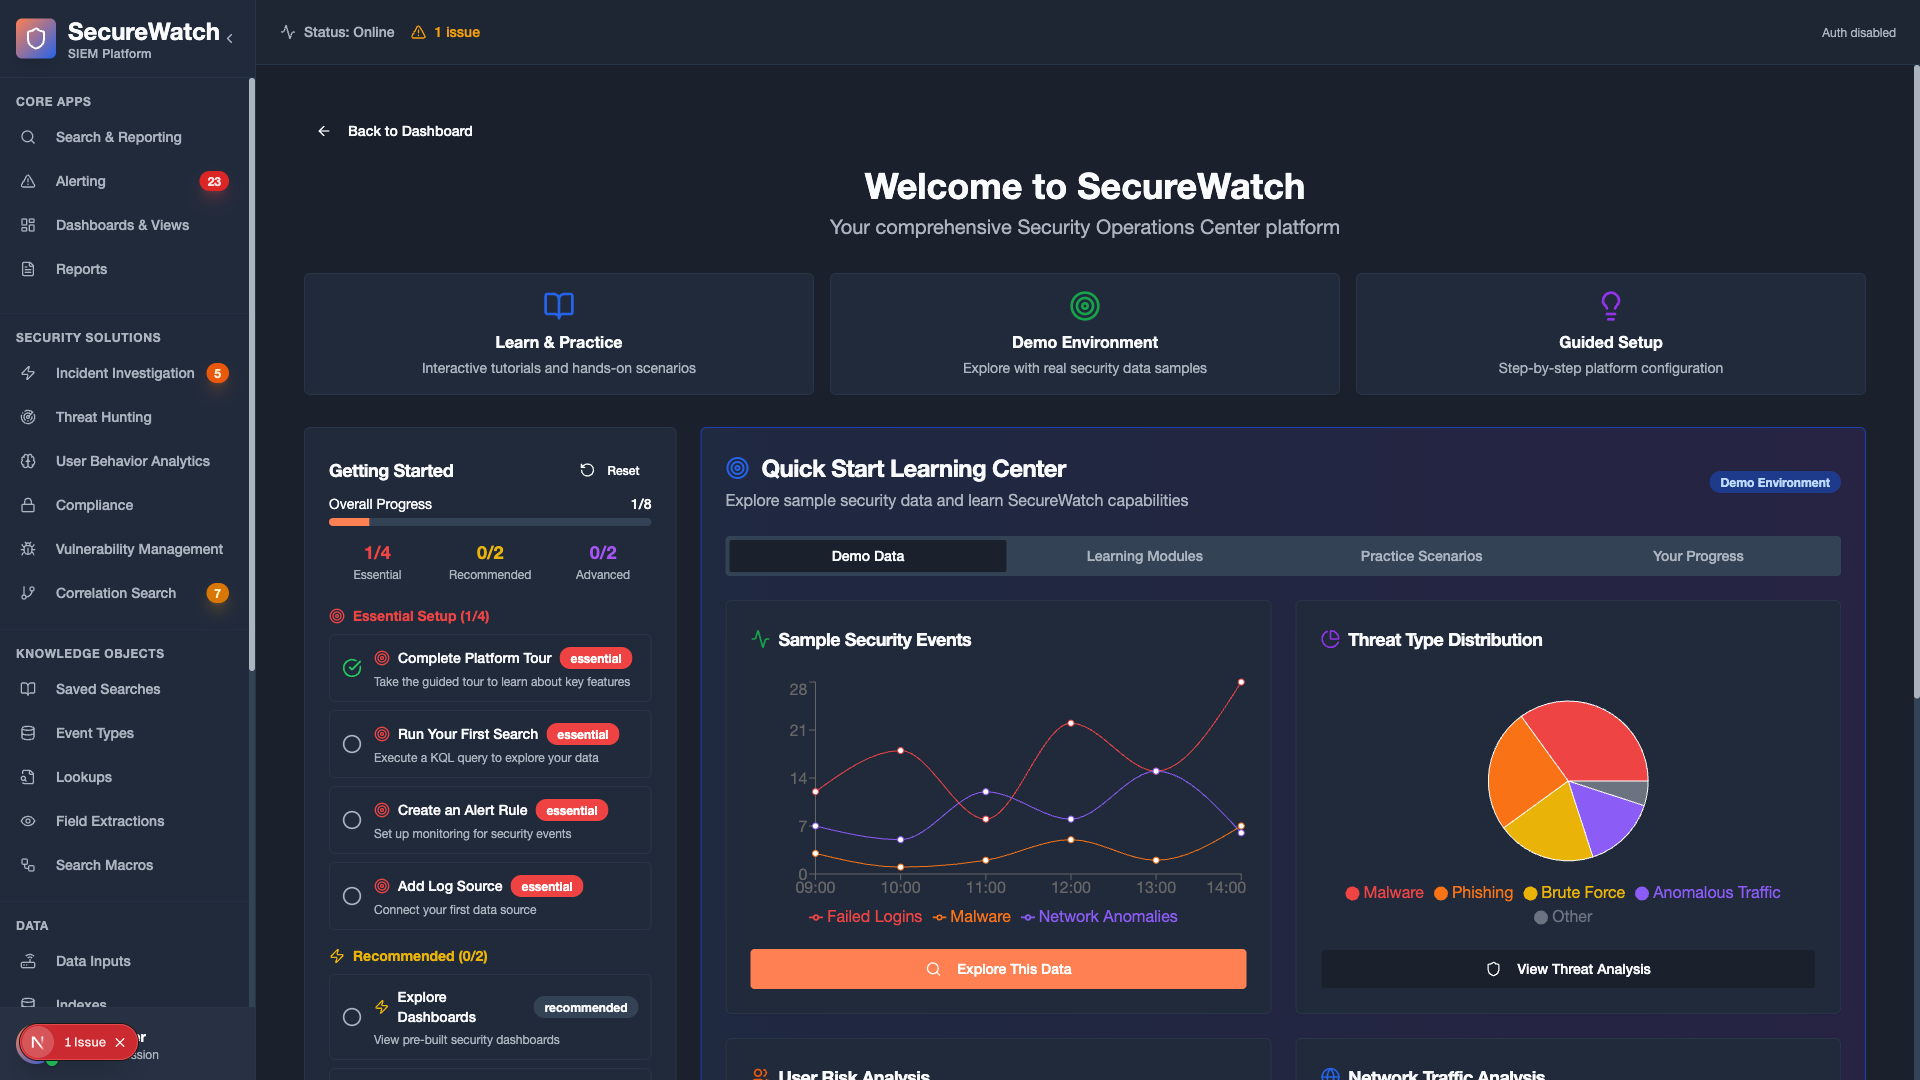 SecureWatch
SIEM Platform
Status: Online
1 issue
Auth disabled
CORE APPS
Search & Reporting
Alerting
23
Dashboards & Views
Reports
SECURITY SOLUTIONS
Incident Investigation
5
Threat Hunting
User Behavior Analytics
Compliance
Vulnerability Management
Correlation Search
7
KNOWLEDGE OBJECTS
Saved Searches
Event Types
Lookups
Field Extractions
Search Macros
DATA
Data Inputs
Indexes
N
1 Issue
Back to Dashboard
Welcome to SecureWatch
Your comprehensive Security Operations Center platform
Learn & Practice
Interactive tutorials and hands-on scenarios
Demo Environment
Explore with real security data samples
Guided Setup
Step-by-step platform configuration
Getting Started
Reset
Overall Progress
1/8
1/4
0/2
0/2
Essential
Recommended
Advanced
Essential Setup (1/4)
Complete Platform Tour
essential
Take the guided tour to learn about key features
Run Your First Search
essential
Execute a KQL query to explore your data
Create an Alert Rule
essential
Set up monitoring for security events
Add Log Source
essential
Connect your first data source
Recommended (0/2)
Explore
Dashboards
recommended
View pre-built security dashboards
Quick Start Learning Center
Explore sample security data and learn SecureWatch capabilities
Demo Environment
Demo Data
Learning Modules
Practice Scenarios
Your Progress
Sample Security Events
28
21
14
7
0
09:00
10:00
11:00
12:00
13:00
14:00
Failed Logins
Malware
Network Anomalies
Explore This Data
Threat Type Distribution
Malware
Phishing
Brute Force
Anomalous Traffic
Other
View Threat Analysis
User Risk Analysis
Network Traffic Analysis